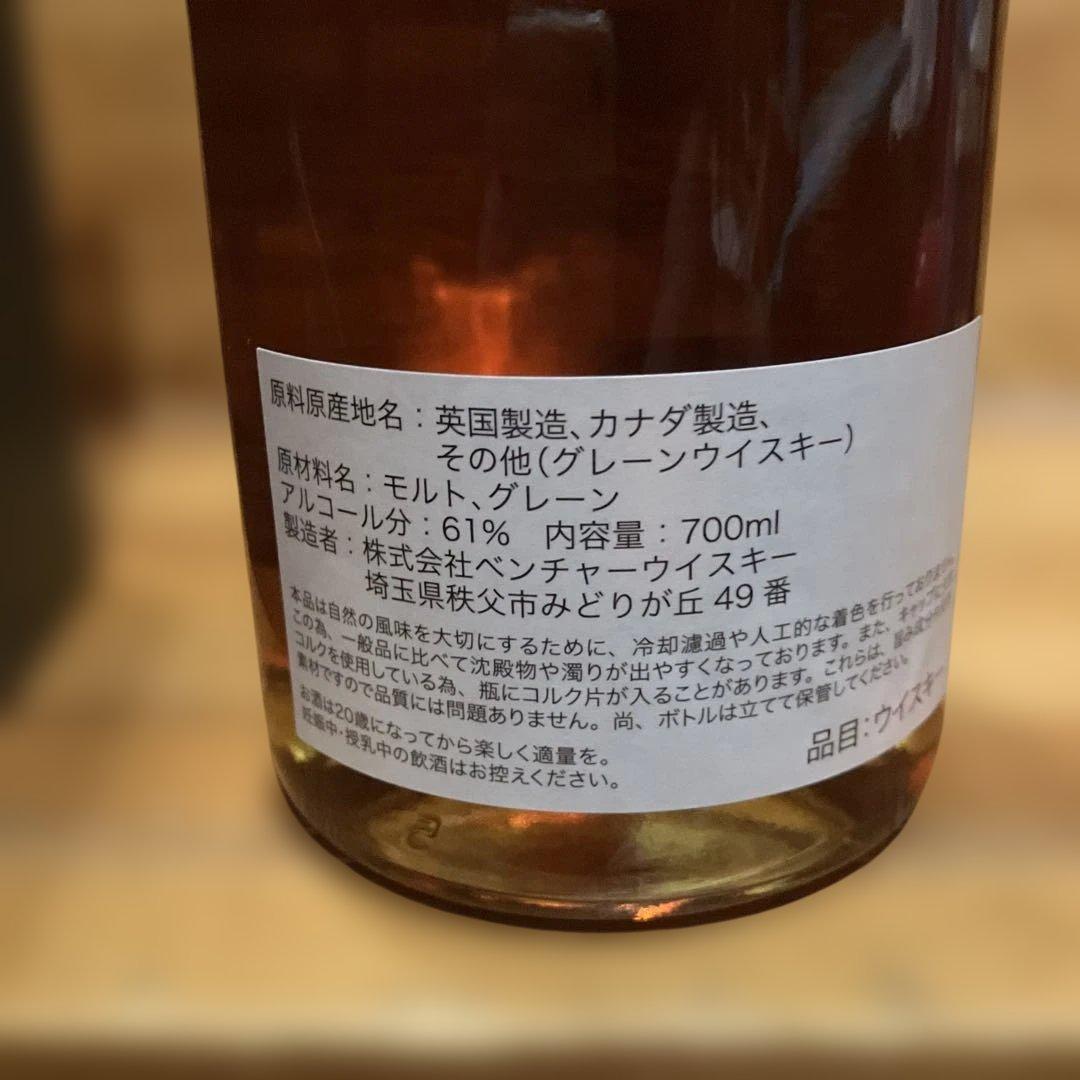 原料原産地名：英国製造、カナダ製造、
その他（グレーンウイスキー）
原材料名：モルト、グレーン
アルコール分：61%　内容量：700ml
製造者：株式会社ベンチャーウイスキー
埼玉県秩父市みどりが丘49番
本品は自然の風味を大切にするために、冷却濾過や人工的な着色を行っておりません。
この為、一般品に比べて沈殿物や濁りが出やすくなっております。また、キャップに
コルクを使用している為、瓶にコルク片が入ることがあります。これらは、旨み成分
素材ですので品質には問題ありません。尚、ボトルは立てて保管してください。
お酒は20歳になってから楽しく適量を。
妊娠中・授乳中の飲酒はお控えください。
品目：ウイスキー